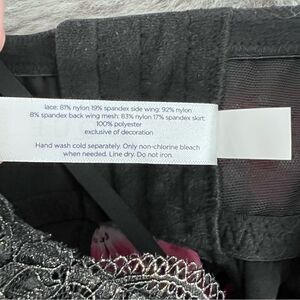 lace: 81% nylon 19% spandex side wing: 92% nylon
8% spandex back wing mesh: 83% nylon 17% spandex skirt:
100% polyester
exclusive of decoration
Hand wash cold separately. Only non-chlorine bleach
when needed. Line dry. Do not iron.